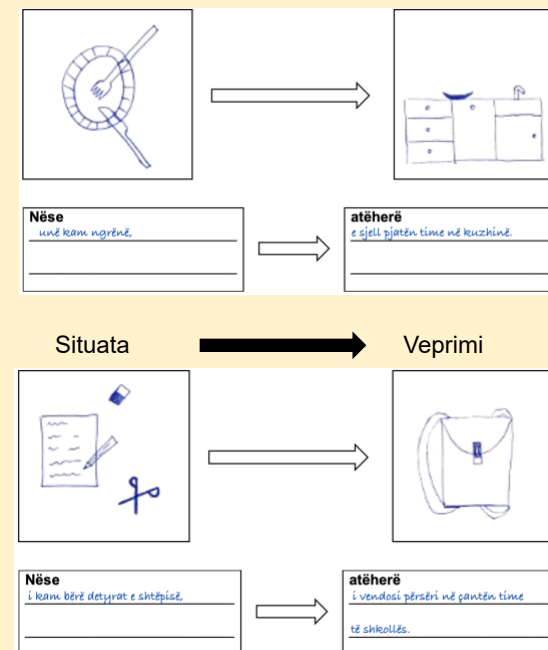 Nëse
unë kam ngrënë,
atëherë
e sjell pjatën time në kuzhinë.
Situata
Veprimi
Nëse
i kam bërë detyrat e shtëpisë,
atëherë
i vendosi përsëri në çantën time
të shkollës.